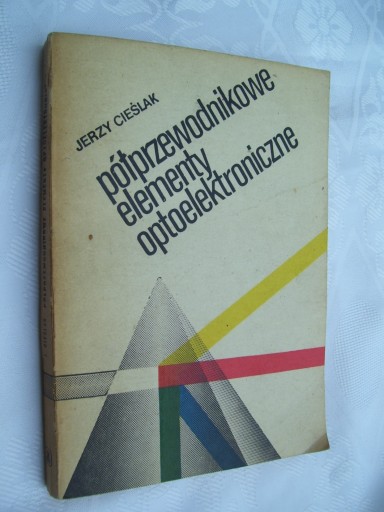 JERZY CIEŚLAK
półprzewodnikowe
elementy
optoelektroniczne